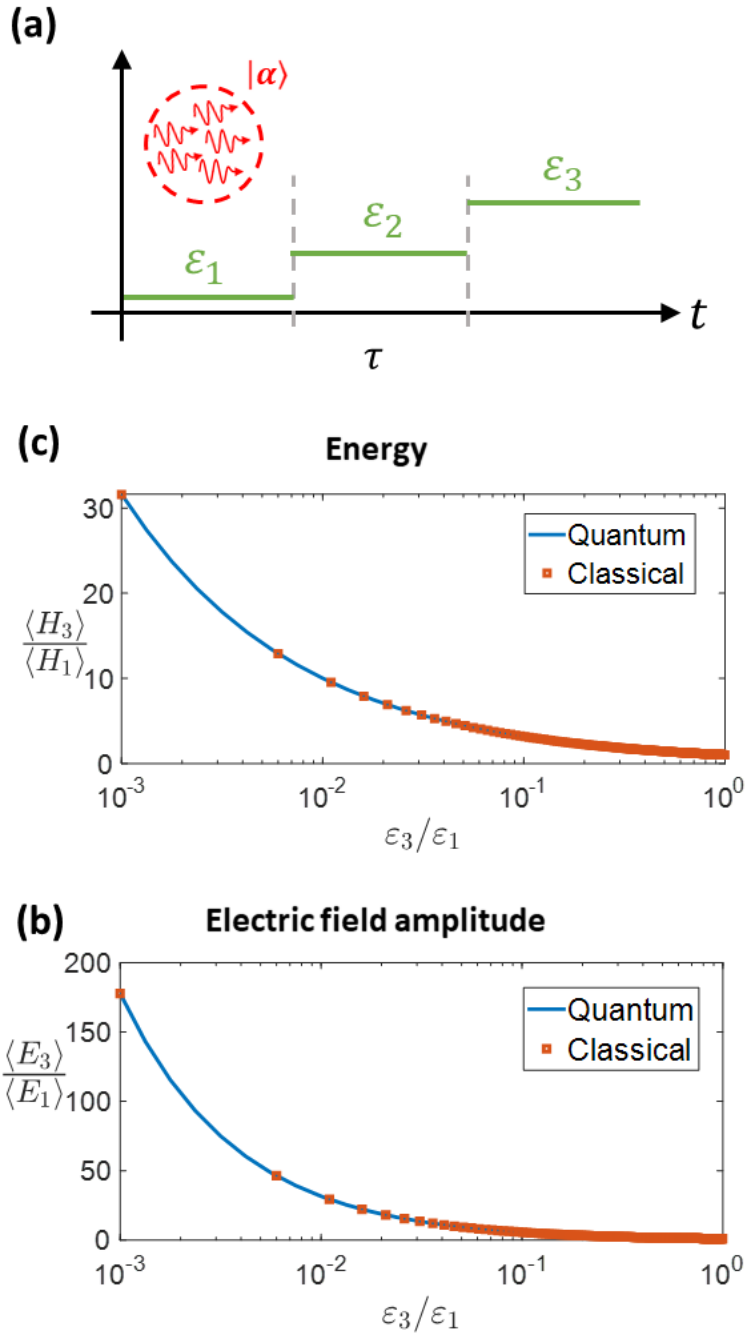 (a)
|α⟩
ε₁
ε₂
ε₃
t
τ
(c)
Energy
⟨H₃⟩
⟨H₁⟩
30
20
10
0
Quantum
Classical
10⁻³
10⁻²
10⁻¹
10⁰
ε₃/ε₁
(b)
Electric field amplitude
⟨E₃⟩
⟨E₁⟩
200
150
100
50
0
Quantum
Classical
10⁻³
10⁻²
10⁻¹
10⁰
ε₃/ε₁